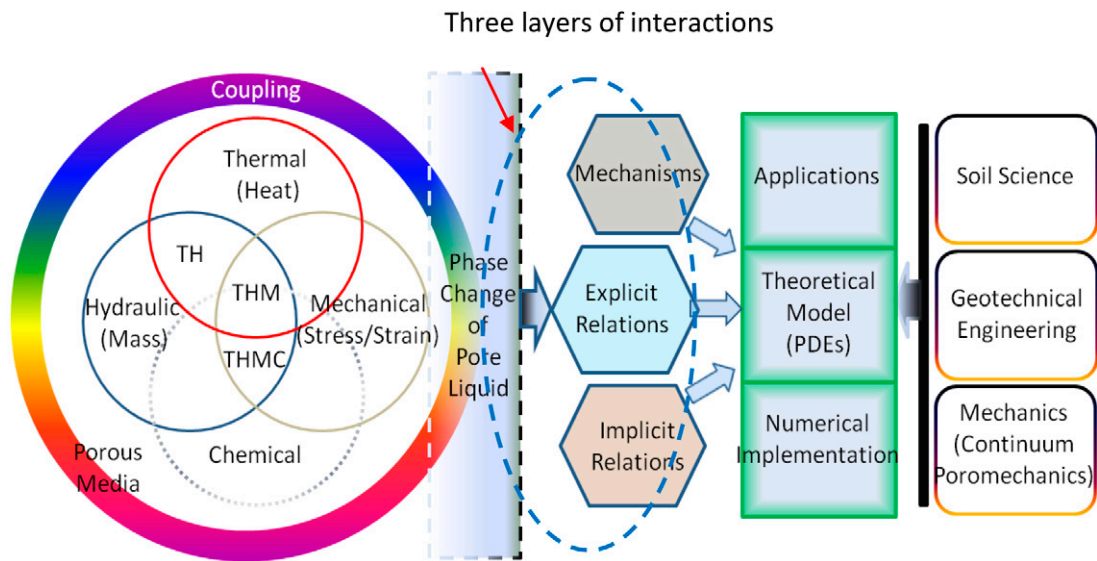 Three layers of interactions
Coupling
Thermal
(Heat)
TH
THM
Hydraulic
(Mass)
Mechanical
(Stress/Strain)
THMC
Chemical
Porous
Media
Phase
Change
of
Pore
Liquid
Mechanisms
Explicit
Relations
Implicit
Relations
Applications
Theoretical
Model
(PDEs)
Numerical
Implementation
Soil Science
Geotechnical
Engineering
Mechanics
(Continuum
Poromechanics)